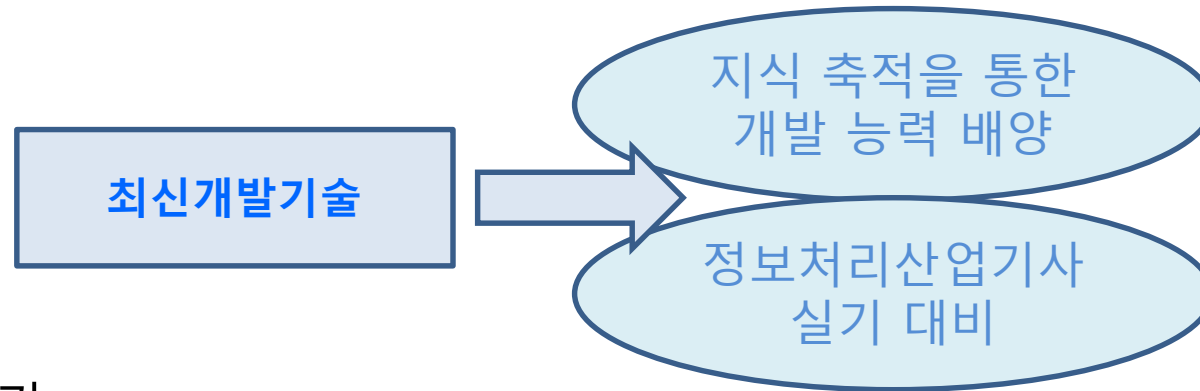 지식 축적을 통한
개발 능력 배양
최신개발기술
정보처리산업기사
실기 대비